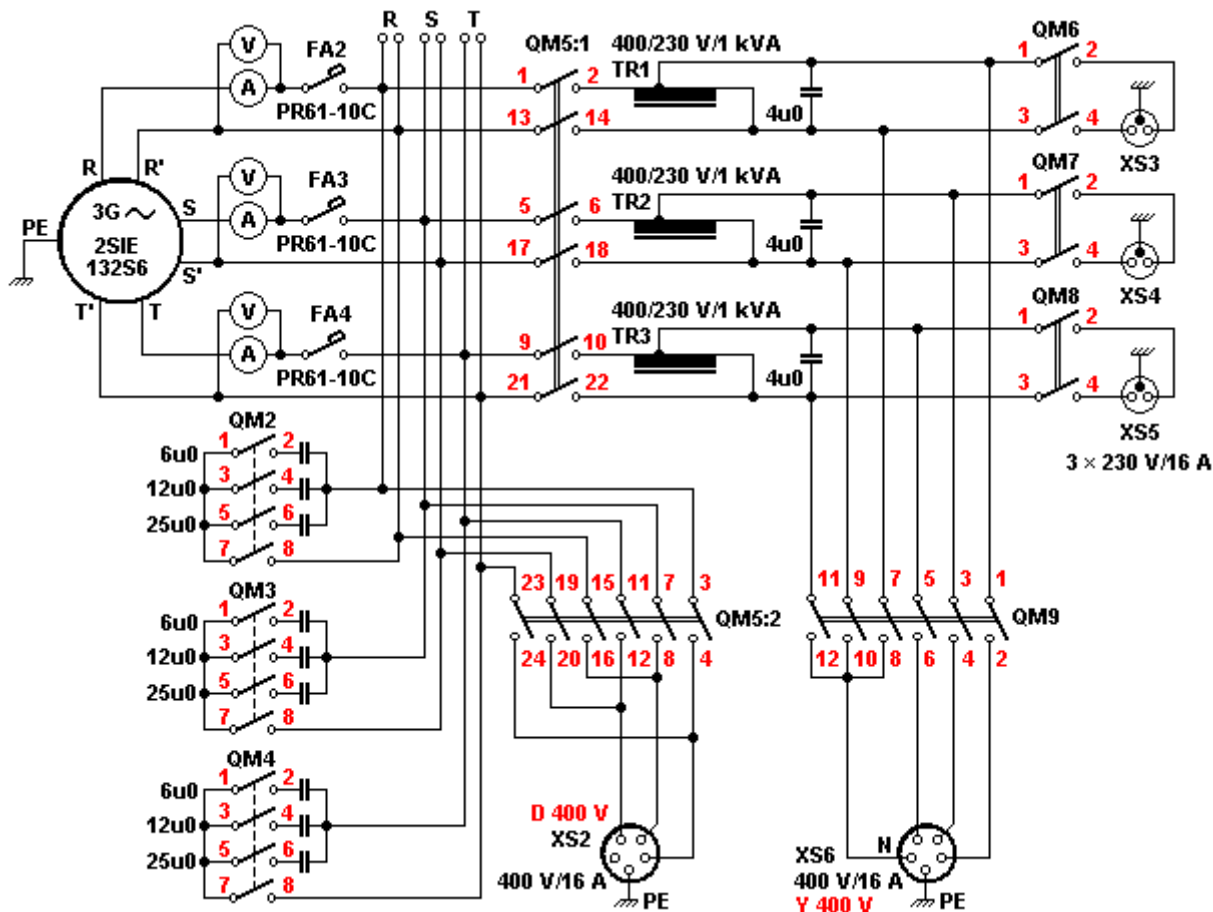 R S T
V
FA2
A
PR61-10C
QM5:1
1 2
13 14
400/230 V/1 kVA
TR1
4u0
QM6
1 2
3 4
XS3
R R'
V
FA3
A
PR61-10C
5 6
17 18
400/230 V/1 kVA
TR2
4u0
QM7
1 2
3 4
XS4
PE
3G
2SIE
132S6
S
S'
T' T
V
FA4
A
PR61-10C
9 10
21 22
400/230 V/1 kVA
TR3
4u0
QM8
1 2
3 4
XS5
3 × 230 V/16 A
QM2
6u0 1 2
12u0 3 4
25u0 5 6
7 8
QM3
6u0 1 2
12u0 3 4
25u0 5 6
7 8
QM4
6u0 1 2
12u0 3 4
25u0 5 6
7 8
23 19 15 11 7 3
QM5:2
24 20 16 12 8 4
11 9 7 5 3 1
QM9
12 10 8 6 4 2
D 400 V
XS2
400 V/16 A
PE
N
XS6
400 V/16 A
Y 400 V
PE